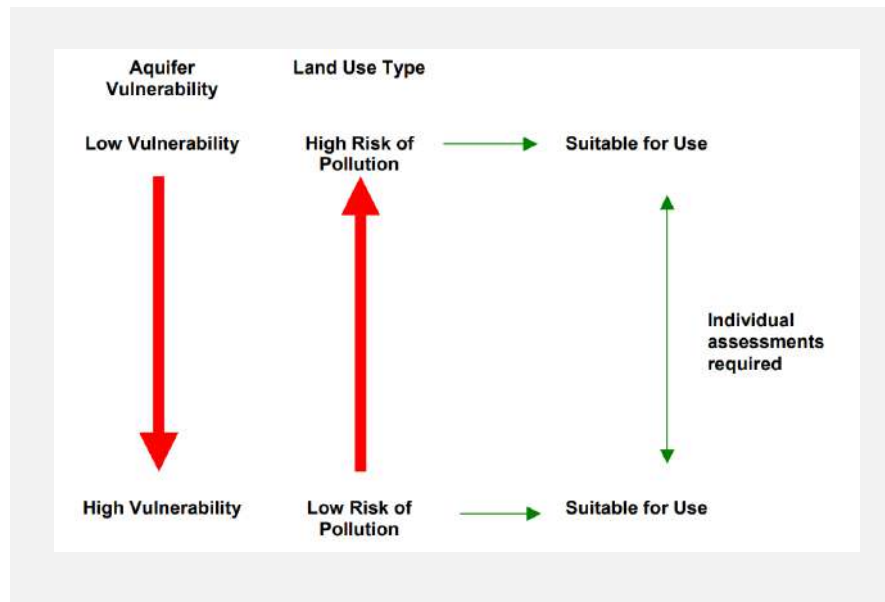 Aquifer
Vulnerability
Land Use Type
Low Vulnerability
High Risk of
Pollution
Suitable for Use
Individual
assessments
required
High Vulnerability
Low Risk of
Pollution
Suitable for Use